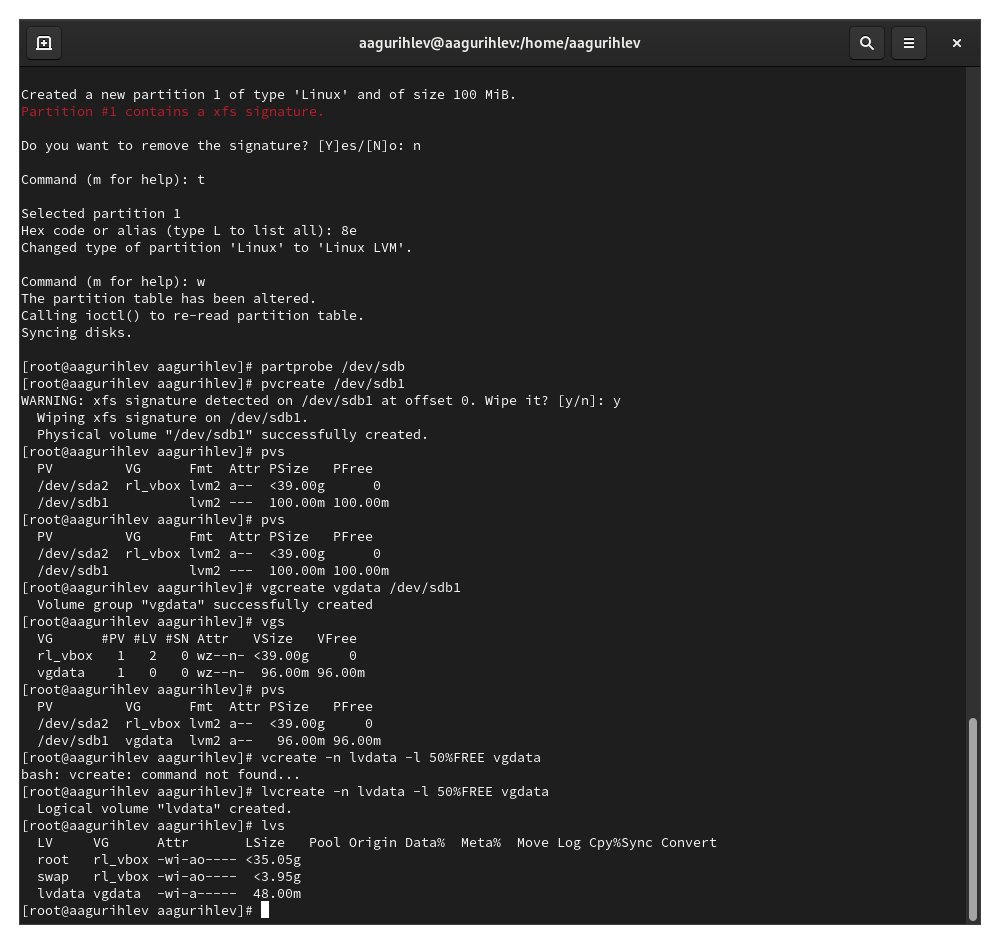 aagurihlev@aagurihlev:/home/aagurihlev
Created a new partition 1 of type 'Linux' and of size 100 MiB.
Partition #1 contains a xfs signature.
Do you want to remove the signature? [Y]es/[N]o: n
Command (m for help): t
Selected partition 1
Hex code or alias (type L to list all): 8e
Changed type of partition 'Linux' to 'Linux LVM'.
Command (m for help): w
The partition table has been altered.
Calling ioctl() to re-read partition table.
Syncing disks.
[root@aagurihlev aagurihlev]# partprobe /dev/sdb
[root@aagurihlev aagurihlev]# pvcreate /dev/sdb1
WARNING: xfs signature detected on /dev/sdb1 at offset 0. Wipe it? [y/n]: y
  Wiping xfs signature on /dev/sdb1.
  Physical volume "/dev/sdb1" successfully created.
[root@aagurihlev aagurihlev]# pvs
  PV         VG      Fmt  Attr PSize   PFree
  /dev/sda2  rl_vbox lvm2 a--  <39.00g      0
  /dev/sdb1          lvm2 ---  100.00m 100.00m
[root@aagurihlev aagurihlev]# pvs
  PV         VG      Fmt  Attr PSize   PFree
  /dev/sda2  rl_vbox lvm2 a--  <39.00g      0
  /dev/sdb1          lvm2 ---  100.00m 100.00m
[root@aagurihlev aagurihlev]# vgcreate vgdata /dev/sdb1
  Volume group "vgdata" successfully created
[root@aagurihlev aagurihlev]# vgs
  VG      #PV #LV #SN Attr   VSize   VFree
  rl_vbox   1   2   0 wz--n- <39.00g     0
  vgdata    1   0   0 wz--n-  96.00m 96.00m
[root@aagurihlev aagurihlev]# pvs
  PV         VG      Fmt  Attr PSize   PFree
  /dev/sda2  rl_vbox lvm2 a--  <39.00g     0
  /dev/sdb1  vgdata  lvm2 a--   96.00m 96.00m
[root@aagurihlev aagurihlev]# vcreate -n lvdata -l 50%FREE vgdata
bash: vcreate: command not found...
[root@aagurihlev aagurihlev]# lvcreate -n lvdata -l 50%FREE vgdata
  Logical volume "lvdata" created.
[root@aagurihlev aagurihlev]# lvs
  LV     VG      Attr       LSize   Pool Origin Data%  Meta%  Move Log Cpy%Sync Convert
  root   rl_vbox -wi-ao---- <35.05g
  swap   rl_vbox -wi-ao----  <3.95g
  lvdata vgdata  -wi-a-----  48.00m
[root@aagurihlev aagurihlev]#